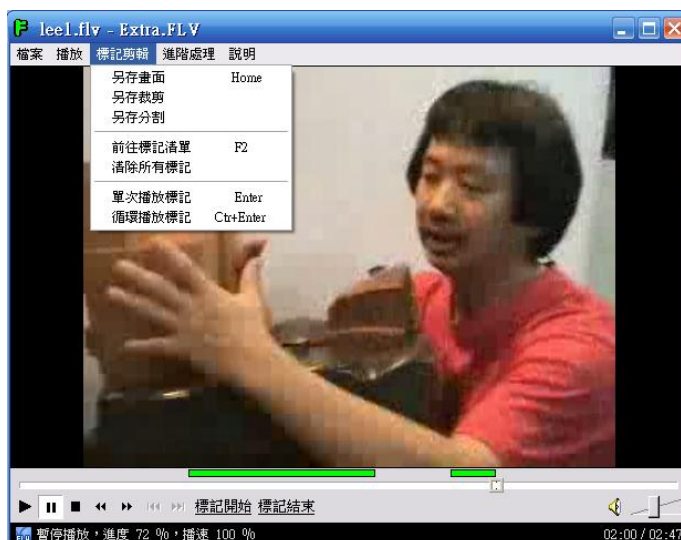 lee1.flv - Extra.FLV
檔案 播放 標記剪輯 進階處理 說明
另存畫面 Home
另存裁剪
另存分割
前往標記清單 F2
清除所有標記
單次播放標記 Enter
循環播放標記 Ctr+Enter
標記開始 標記結束
暫停播放，進度 72 %，播速 100 %
02:00 / 02:47